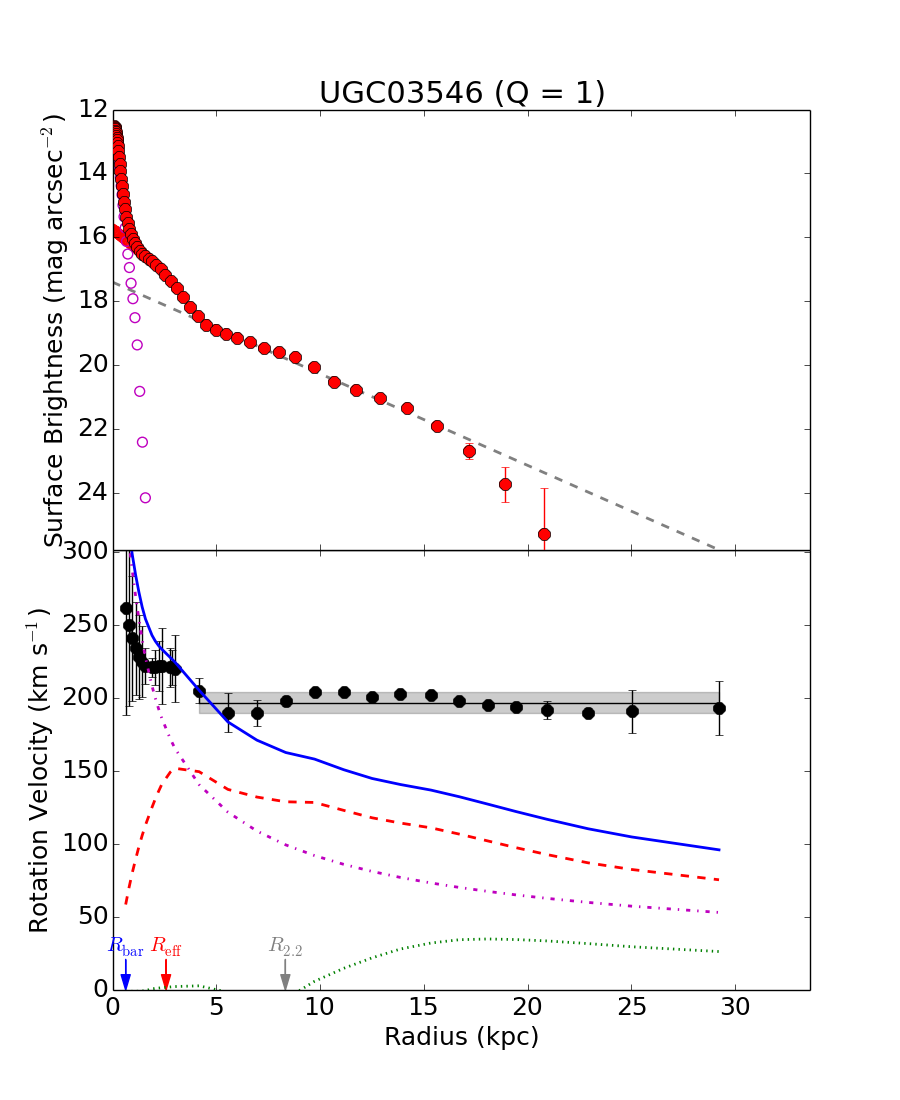 UGC03546 (Q = 1)
Surface Brightness (mag arcsec⁻²)
12
14
16
18
20
22
24
Rotation Velocity (km s⁻¹)
300
250
200
150
100
50
0
R_bar R_eff R_2.2
0 5 10 15 20 25 30
Radius (kpc)